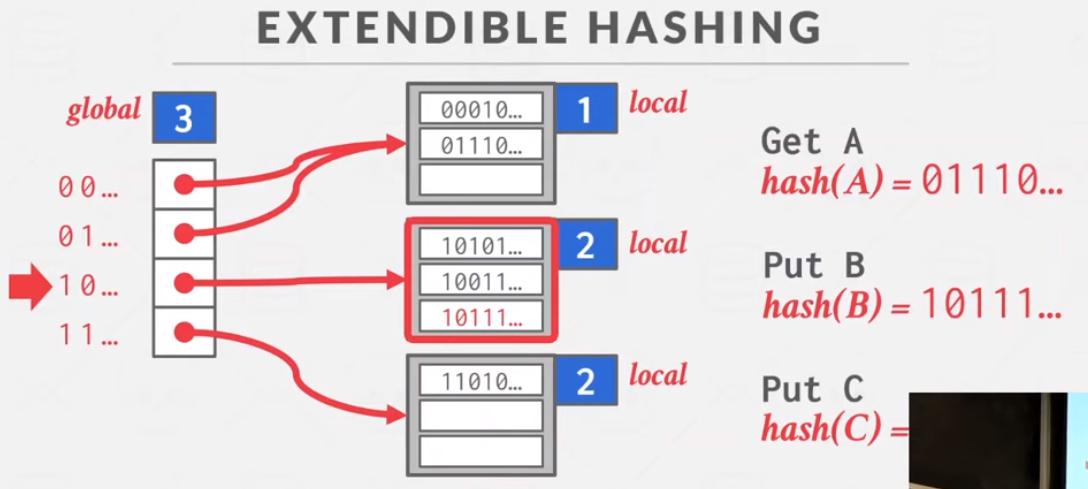 EXTENDIBLE HASHING
global 3
00...
01...
10...
11...
00010...
01110...
1 local
10101...
10011...
10111...
2 local
11010...
2 local
Get A
hash(A) = 01110...
Put B
hash(B) = 10111...
Put C
hash(C) =